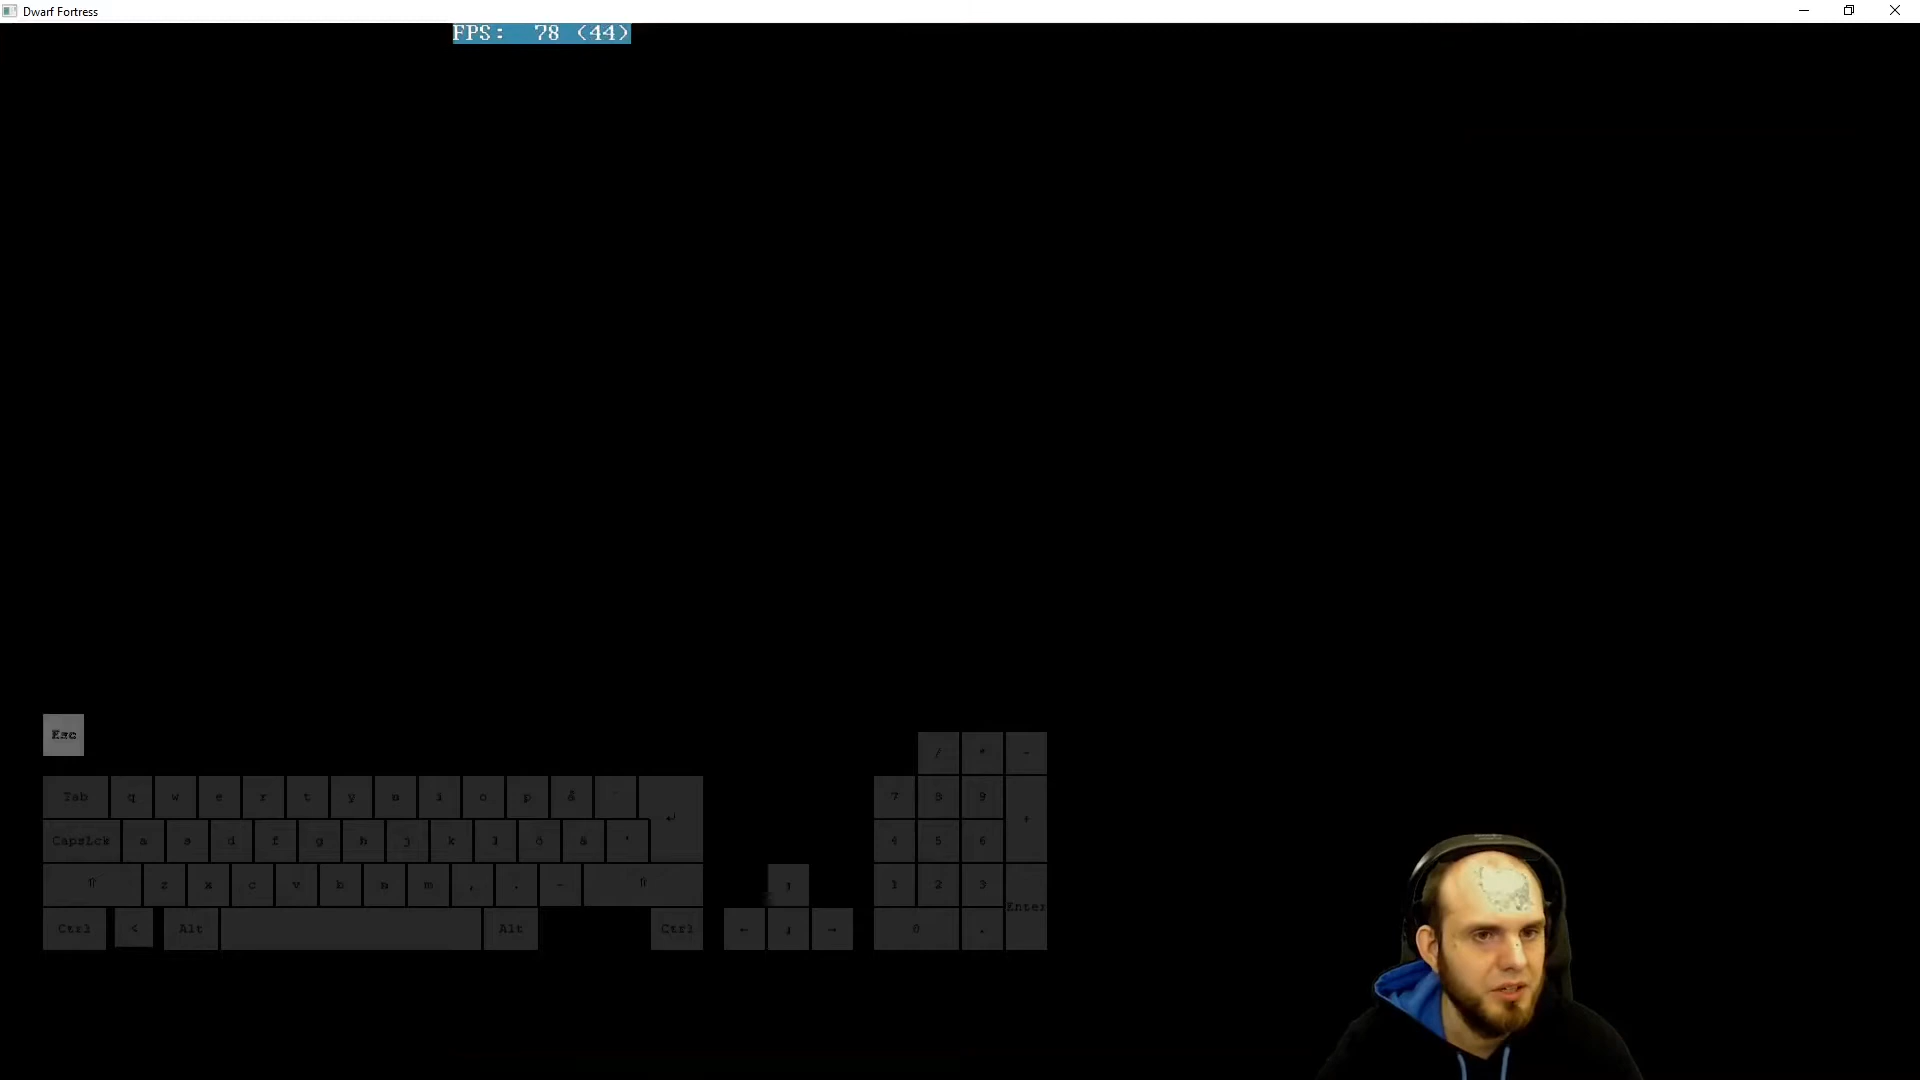 Dwarf Fortress
FPS: 78 (44)
Esc
/ * -
Tab q w e r t y u i o p å ¨ ↵ 7 8 9 +
CapsLck a s d f g h j k l ö ä ' 4 5 6
⇑ z x c v b n m , . - ⇑ ↑ 1 2 3 Enter
Ctrl < Alt Alt Ctrl ← ↓ → 0 .